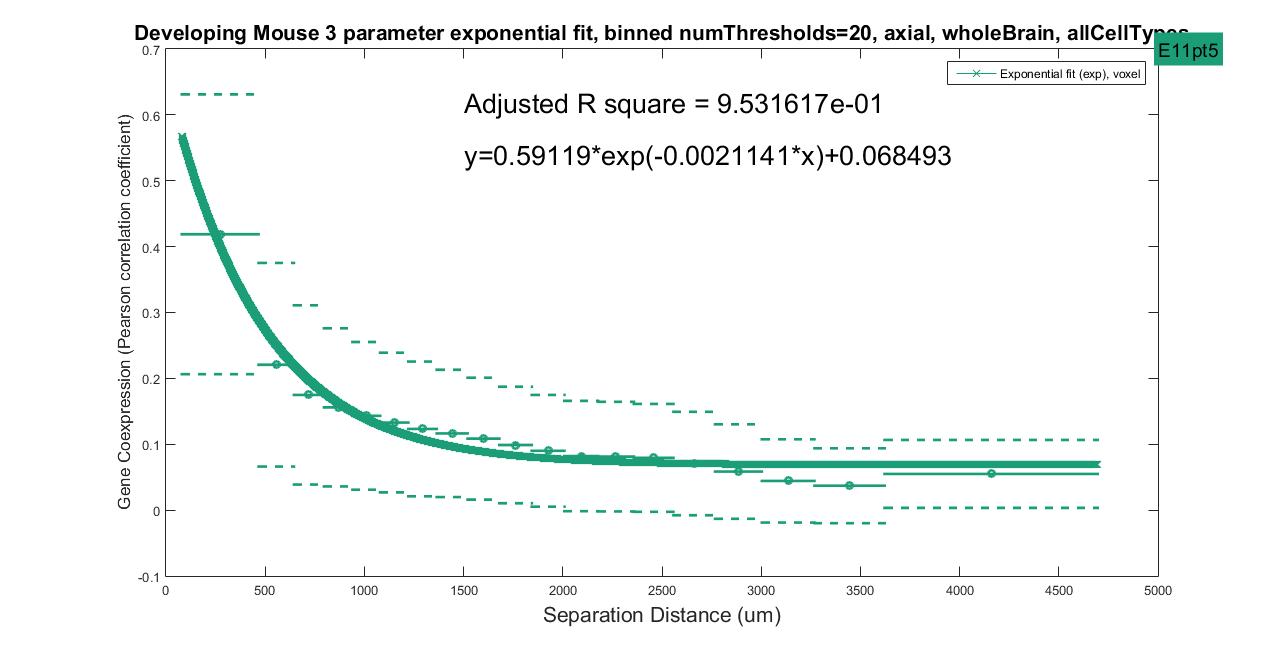 Developing Mouse 3 parameter exponential fit, binned numThresholds=20, axial, wholeBrain, allCellTypes
E11pt5
Exponential fit (exp), voxel
Adjusted R square = 9.531617e-01
y=0.59119*exp(-0.0021141*x)+0.068493
Gene Coexpression (Pearson correlation coefficient)
0.7
0.6
0.5
0.4
0.3
0.2
0.1
0
-0.1
0 500 1000 1500 2000 2500 3000 3500 4000 4500 5000
Separation Distance (um)